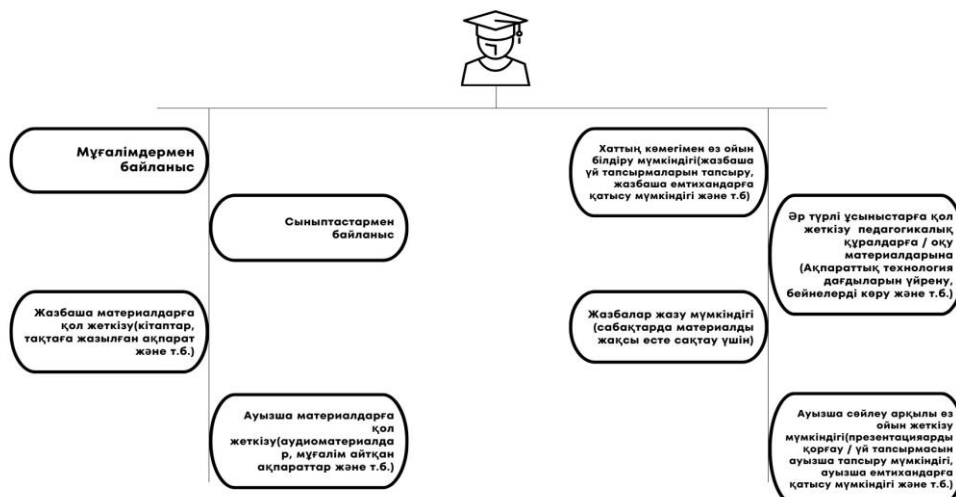 Мұғалімдермен
байланыс
Сыныптастармен
байланыс
Жазбаша материалдарға
қол жеткізу(кітаптар,
тақтаға жазылған ақпарат
және т.б.)
Ауызша материалдарға
қол
жеткізу(аудиоматериалда
р, мұғалім айтқан
ақпараттар және т.б.)
Хаттың көмегімен өз ойын
білдіру мүмкіндігі(жазбаша
үй тапсырмаларын тапсыру,
жазбаша емтихандарға
қатысу мүмкіндігі және т.б)
Әр түрлі ұсыныстарға қол
жеткізу педагогикалық
құралдарға / оқу
материалдарына
(Ақпараттық технология
дағдыларын үйрену,
бейнелерді көру және т.б.)
Жазбалар жазу мүмкіндігі
(сабақтарда материалды
жақсы есте сақтау үшін)
Ауызша сөйлеу арқылы өз
ойын жеткізу
мүмкіндігі(презентацияарды
қорғау / үй тапсырмасын
ауызша тапсыру мүмкіндігі,
ауызша емтихандарға
қатысу мүмкіндігі және т.б.)